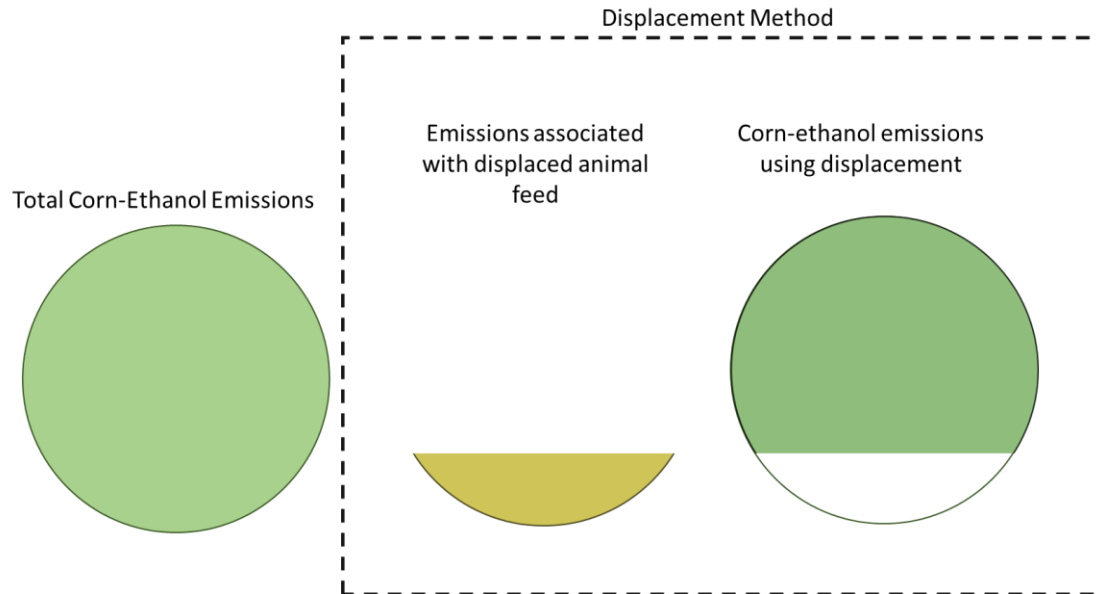 Displacement Method
Emissions associated
with displaced animal
feed
Corn-ethanol emissions
using displacement
Total Corn-Ethanol Emissions